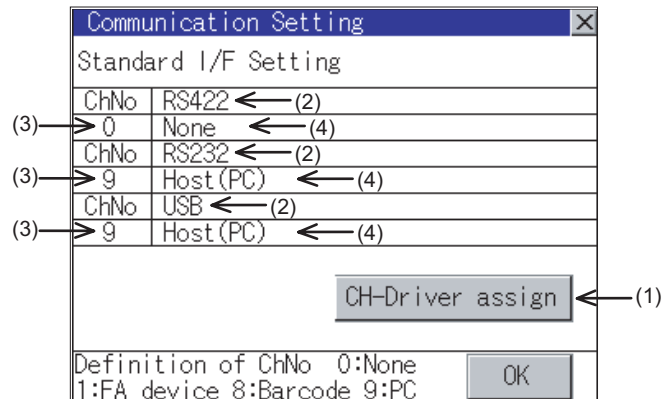 Communication Setting
Standard I/F Setting
ChNo RS422 (2)
(3) 0 None (4)
ChNo RS232 (2)
(3) 9 Host(PC) (4)
ChNo USB (2)
(3) 9 Host(PC) (4)
CH-Driver assign (1)
Definition of ChNo 0:None
1:FA device 8:Barcode 9:PC
OK